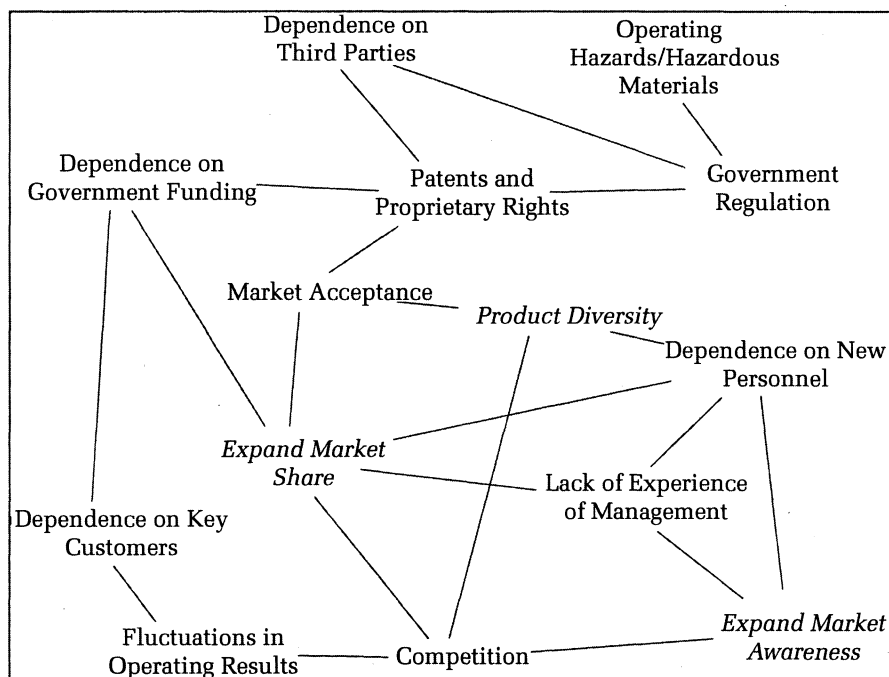 Dependence on
Third Parties
Operating
Hazards/Hazardous
Materials
Dependence on
Government Funding
Patents and
Proprietary Rights
Government
Regulation
Market Acceptance
Product Diversity
Dependence on New
Personnel
Expand Market
Share
Lack of Experience
of Management
Dependence on Key
Customers
Fluctuations in
Operating Results
Competition
Expand Market
Awareness